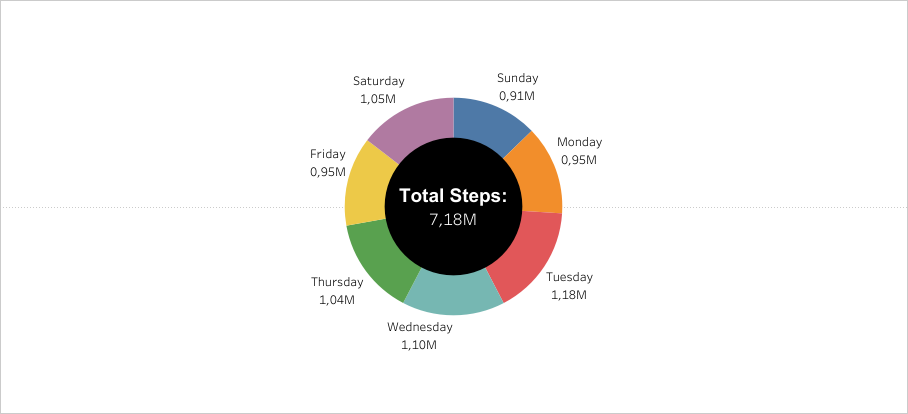 Saturday
1,05M
Sunday
0,91M
Monday
0,95M
Friday
0,95M
Total Steps:
7,18M
Tuesday
1,18M
Thursday
1,04M
Wednesday
1,10M